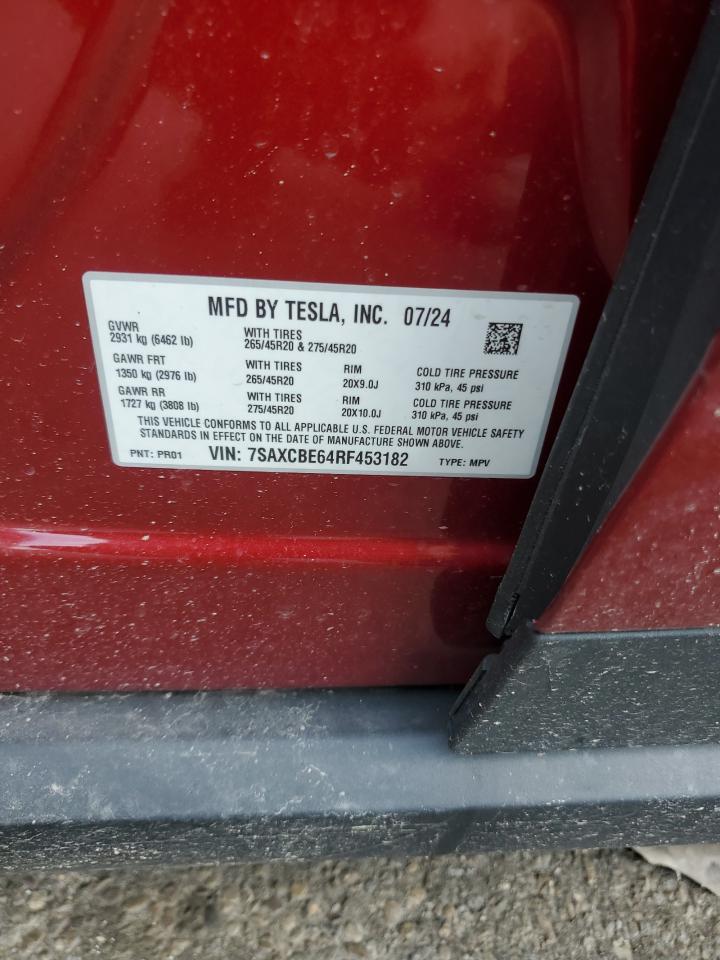 MFD BY TESLA, INC. 07/24
GVWR
2931 kg (6462 lb)
WITH TIRES
265/45R20 & 275/45R20
GAWR FRT
1350 kg (2976 lb)
WITH TIRES
265/45R20
RIM
20X9.0J
COLD TIRE PRESSURE
310 kPa, 45 psi
GAWR RR
1727 kg (3808 lb)
WITH TIRES
275/45R20
RIM
20X10.0J
COLD TIRE PRESSURE
310 kPa, 45 psi
THIS VEHICLE CONFORMS TO ALL APPLICABLE U.S. FEDERAL MOTOR VEHICLE SAFETY
STANDARDS IN EFFECT ON THE DATE OF MANUFACTURE SHOWN ABOVE.
PNT: PR01 VIN: 7SAXCBE64RF453182 TYPE: MPV